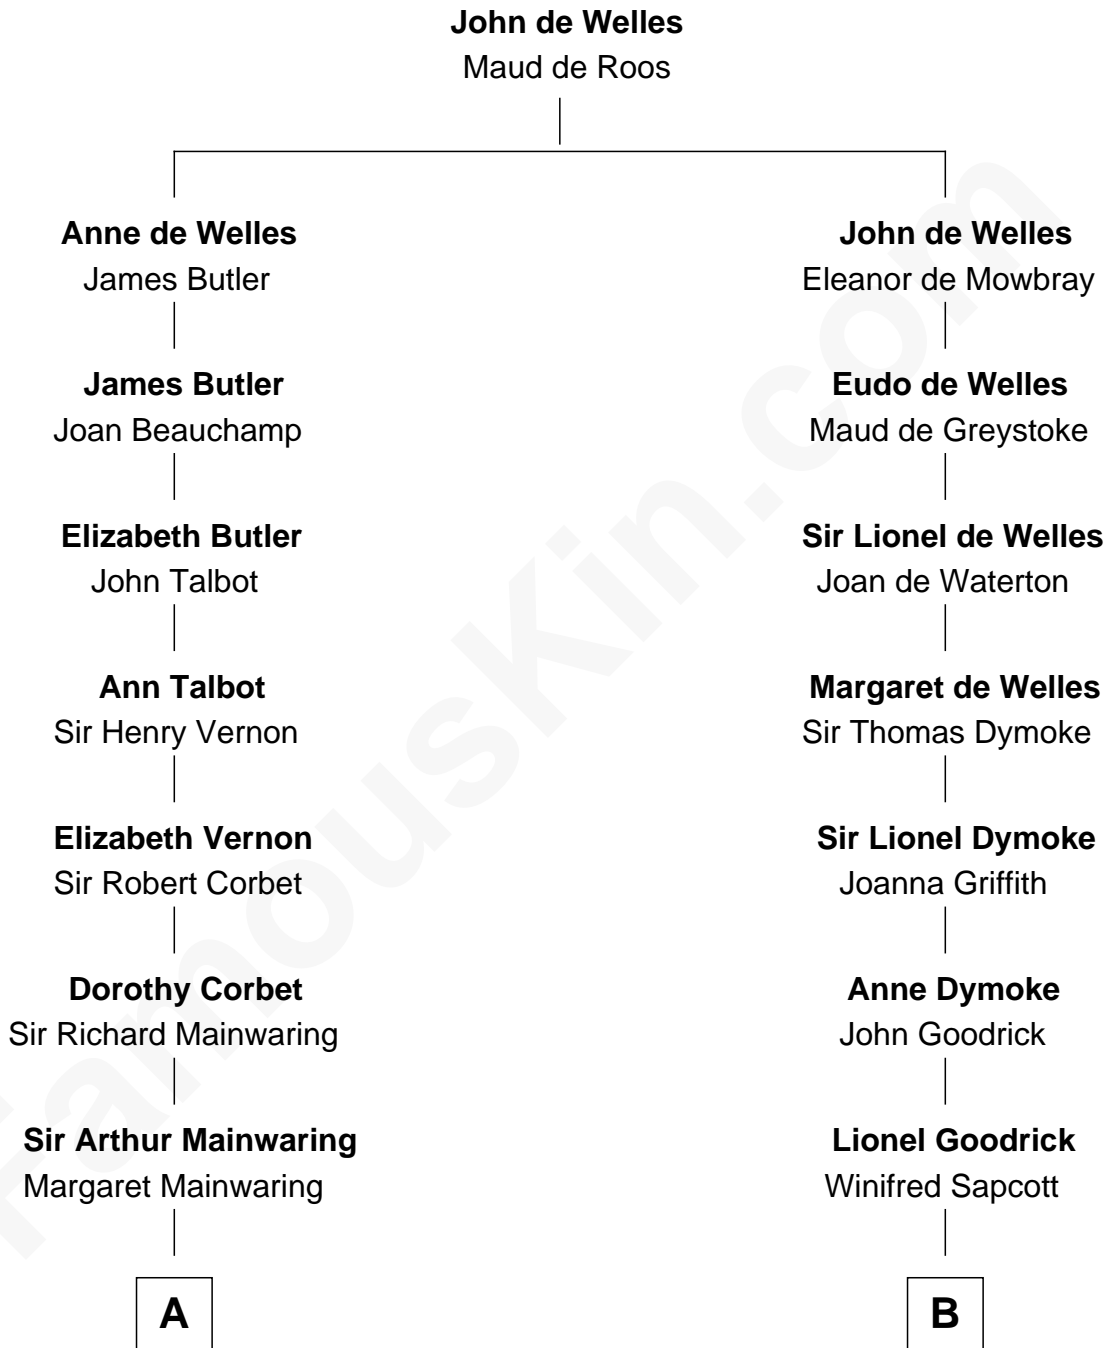 John de Welles
Maud de Roos
Anne de Welles
James Butler
John de Welles
Eleanor de Mowbray
James Butler
Joan Beauchamp
Eudo de Welles
Maud de Greystoke
Elizabeth Butler
John Talbot
Sir Lionel de Welles
Joan de Waterton
Ann Talbot
Sir Henry Vernon
Margaret de Welles
Sir Thomas Dymoke
Elizabeth Vernon
Sir Robert Corbet
Sir Lionel Dymoke
Joanna Griffith
Dorothy Corbet
Sir Richard Mainwaring
Anne Dymoke
John Goodrick
Sir Arthur Mainwaring
Margaret Mainwaring
Lionel Goodrick
Winifred Sapcott
A
B
FamousKin.com